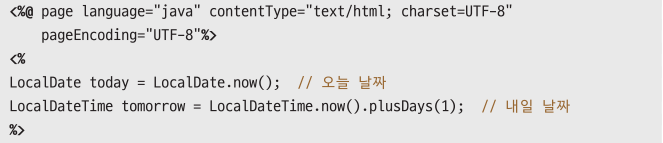 <%@ page language="java" contentType="text/html; charset=UTF-8"
    pageEncoding="UTF-8"%>
<%
LocalDate today = LocalDate.now();  // 오늘 날짜
LocalDateTime tomorrow = LocalDateTime.now().plusDays(1);  // 내일 날짜
%>